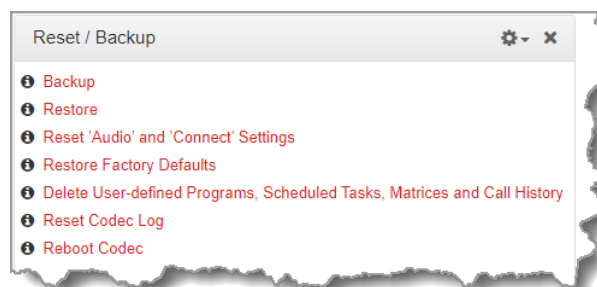 Reset / Backup
Backup
Restore
Reset 'Audio' and 'Connect' Settings
Restore Factory Defaults
Delete User-defined Programs, Scheduled Tasks, Matrices and Call History
Reset Codec Log
Reboot Codec